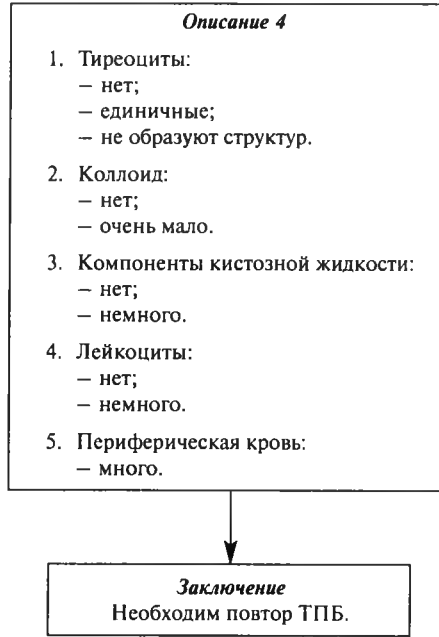 Описание 4
1. Тиреоциты:
– нет;
– единичные;
– не образуют структур.
2. Коллоид:
– нет;
– очень мало.
3. Компоненты кистозной жидкости:
– нет;
– немного.
4. Лейкоциты:
– нет;
– немного.
5. Периферическая кровь:
– много.
Заключение
Необходим повтор ТПБ.